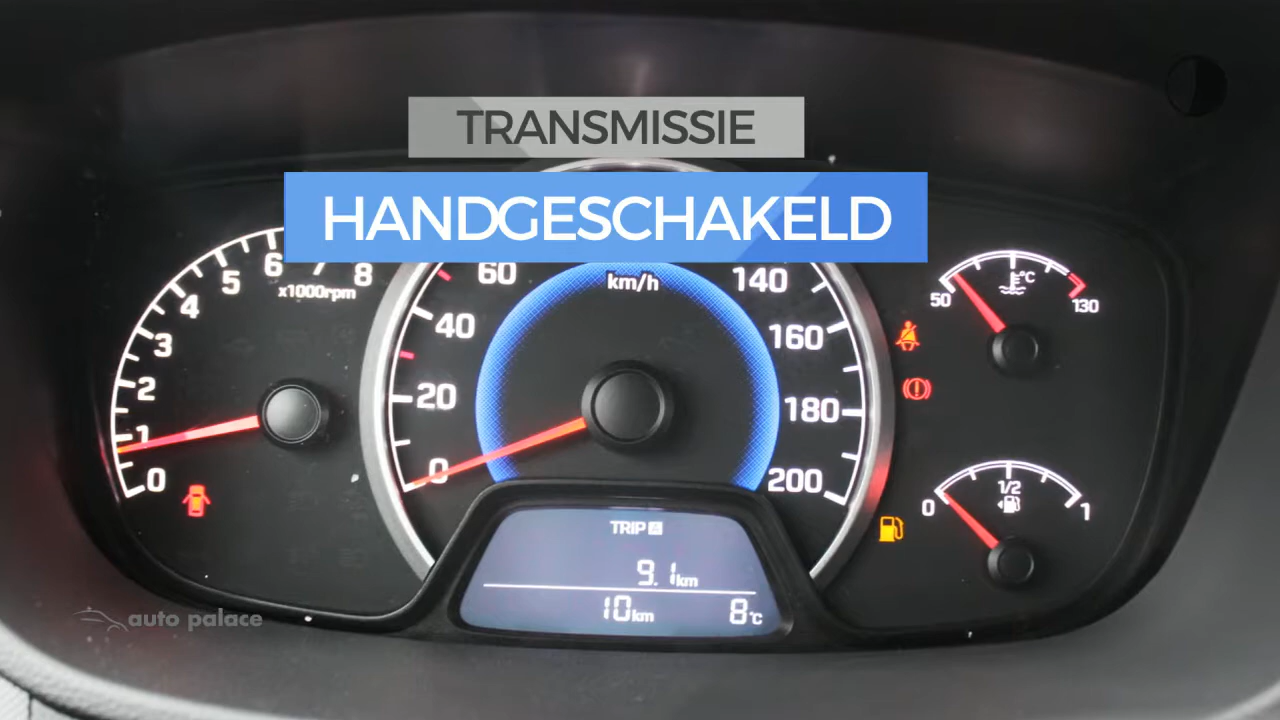 TRANSMISSIE
HANDGESCHAKELD
0
1
2
3
4
5
6
7
8
x1000rpm
0
20
40
60
140
160
180
200
km/h
50
°C
130
0
1/2
1
TRIP A
9.1km
10km 8°C
auto palace